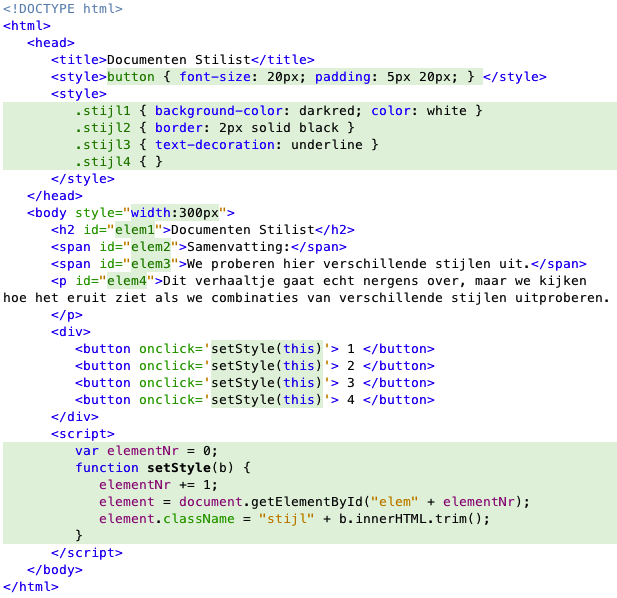 <!DOCTYPE html>
<html>
   <head>
      <title>Documenten Stilist</title>
      <style>button { font-size: 20px; padding: 5px 20px; } </style>
      <style>
         .stijl1 { background-color: darkred; color: white }
         .stijl2 { border: 2px solid black }
         .stijl3 { text-decoration: underline }
         .stijl4 { }
      </style>
   </head>
   <body style="width:300px">
      <h2 id="elem1">Documenten Stilist</h2>
      <span id="elem2">Samenvatting:</span>
      <span id="elem3">We proberen hier verschillende stijlen uit.</span>
      <p id="elem4">Dit verhaaltje gaat echt nergens over, maar we kijken
hoe het eruit ziet als we combinaties van verschillende stijlen uitproberen.
      </p>
      <div>
         <button onclick='setStyle(this)'> 1 </button>
         <button onclick='setStyle(this)'> 2 </button>
         <button onclick='setStyle(this)'> 3 </button>
         <button onclick='setStyle(this)'> 4 </button>
      </div>
      <script>
         var elementNr = 0;
         function setStyle(b) {
            elementNr += 1;
            element = document.getElementById("elem" + elementNr);
            element.className = "stijl" + b.innerHTML.trim();
         }
      </script>
   </body>
</html>